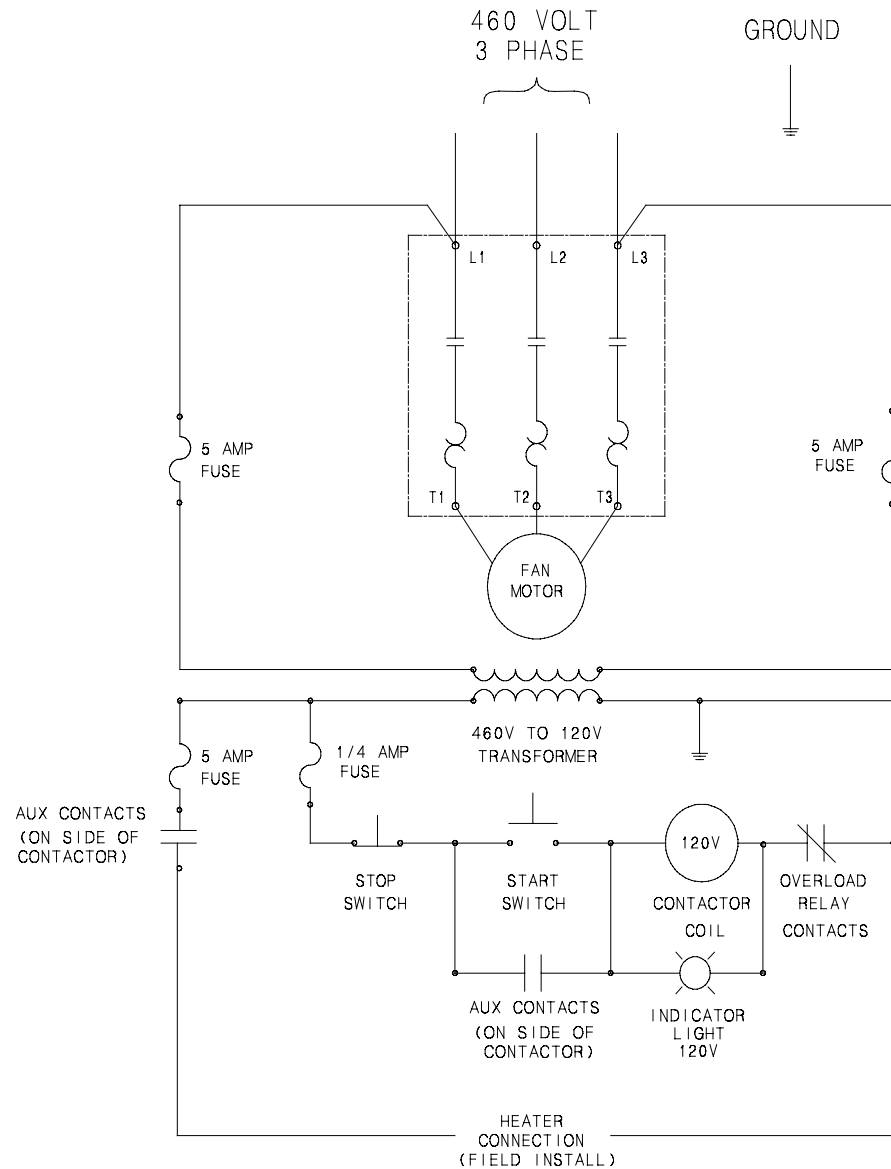 460 VOLT
3 PHASE
GROUND
L1
L2
L3
5 AMP
FUSE
5 AMP
FUSE
T1
T2
T3
FAN
MOTOR
460V TO 120V
TRANSFORMER
5 AMP
FUSE
1/4 AMP
FUSE
AUX CONTACTS
(ON SIDE OF
CONTACTOR)
STOP
SWITCH
START
SWITCH
120V
CONTACTOR
COIL
OVERLOAD
RELAY
CONTACTS
AUX CONTACTS
(ON SIDE OF
CONTACTOR)
INDICATOR
LIGHT
120V
HEATER
CONNECTION
(FIELD INSTALL)